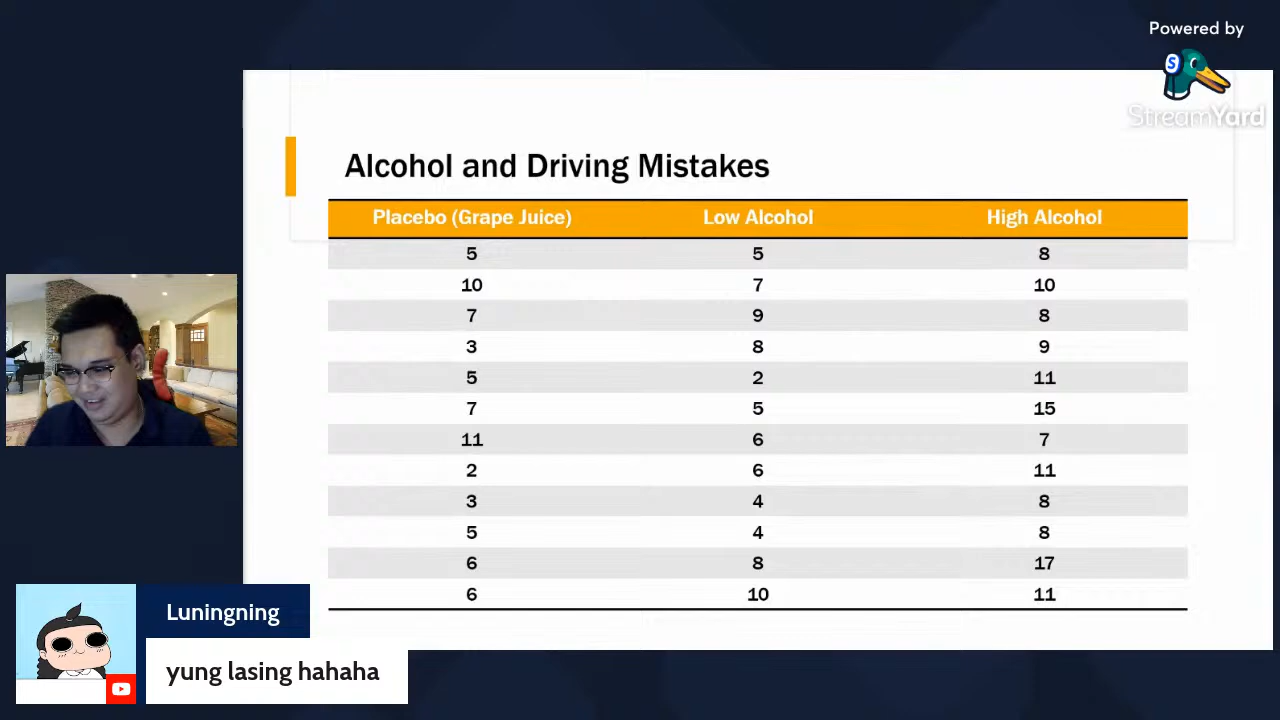 Powered by
S
StreamYard
Alcohol and Driving Mistakes
Placebo (Grape Juice) Low Alcohol High Alcohol
5 5 8
10 7 10
7 9 8
3 8 9
5 2 11
7 5 15
11 6 7
2 6 11
3 4 8
5 4 8
6 8 17
6 10 11
Luningning
yung lasing hahaha